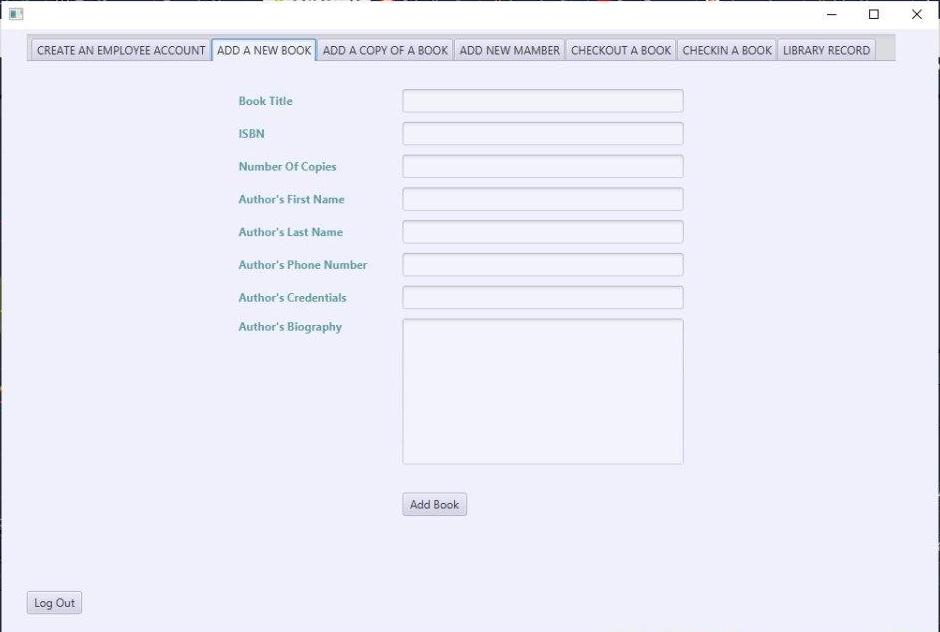 CREATE AN EMPLOYEE ACCOUNT ADD A NEW BOOK ADD A COPY OF A BOOK ADD NEW MAMBER CHECKOUT A BOOK CHECKIN A BOOK LIBRARY RECORD
Book Title
ISBN
Number Of Copies
Author's First Name
Author's Last Name
Author's Phone Number
Author's Credentials
Author's Biography
Add Book
Log Out